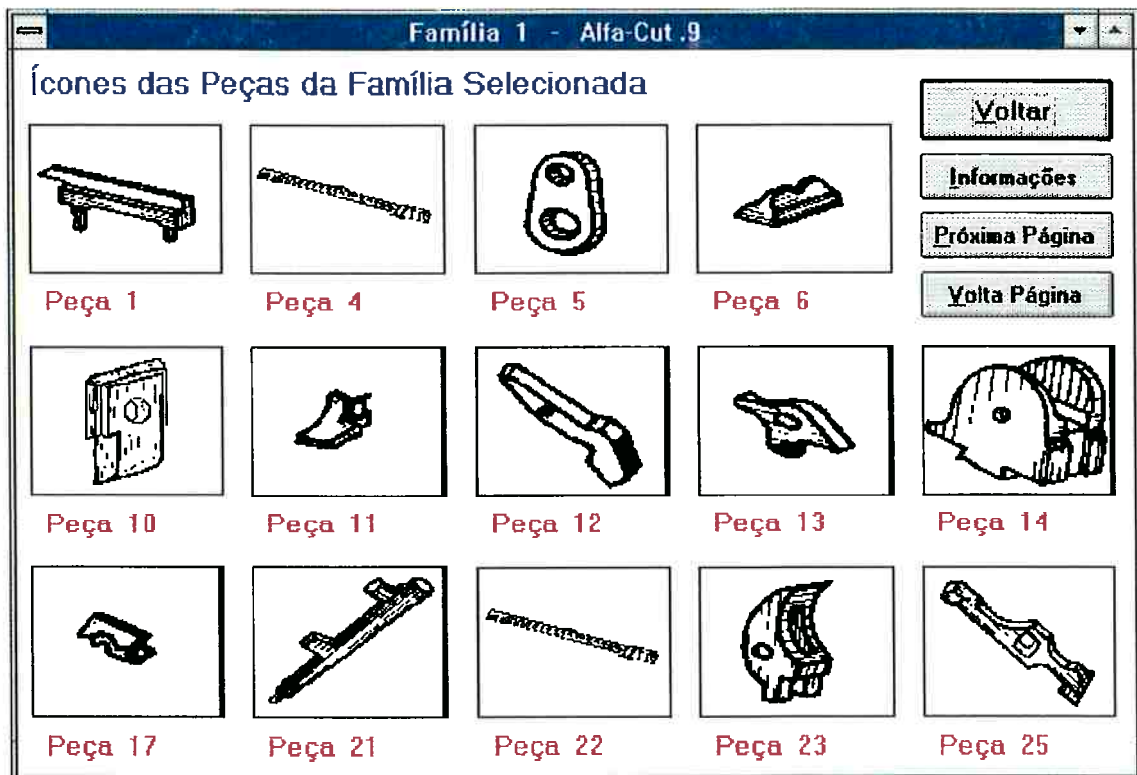 Família 1 - Alfa-Cut .9
Ícones das Peças da Família Selecionada
Voltar
Informações
Próxima Página
Volta Página
Peça 1
Peça 4
Peça 5
Peça 6
Peça 10
Peça 11
Peça 12
Peça 13
Peça 14
Peça 17
Peça 21
Peça 22
Peça 23
Peça 25